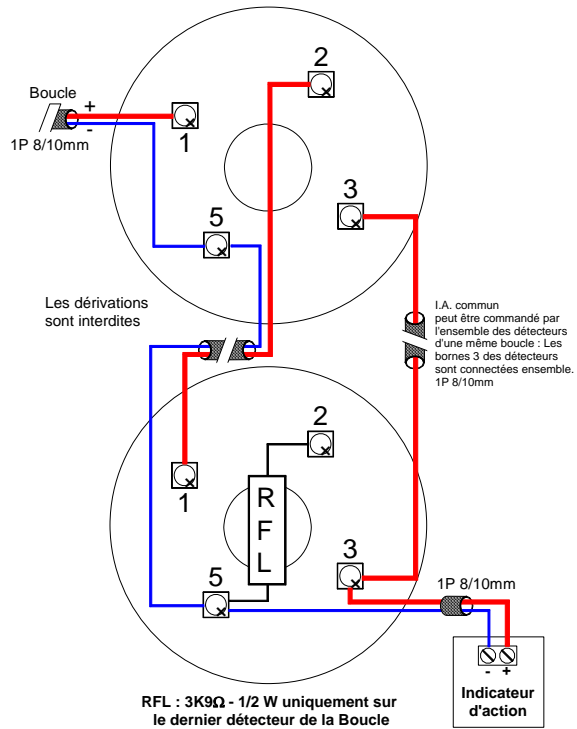 2
Boucle
+
-
1P 8/10mm
1
3
5
Les dérivations
sont interdites
I.A. commun
peut être commandé par
l'ensemble des détecteurs
d'une même boucle : Les
bornes 3 des détecteurs
sont connectées ensemble.
1P 8/10mm
2
1
R
F
L
3
5
1P 8/10mm
- +
Indicateur
d'action
RFL : 3K9Ω - 1/2 W uniquement sur
le dernier détecteur de la Boucle